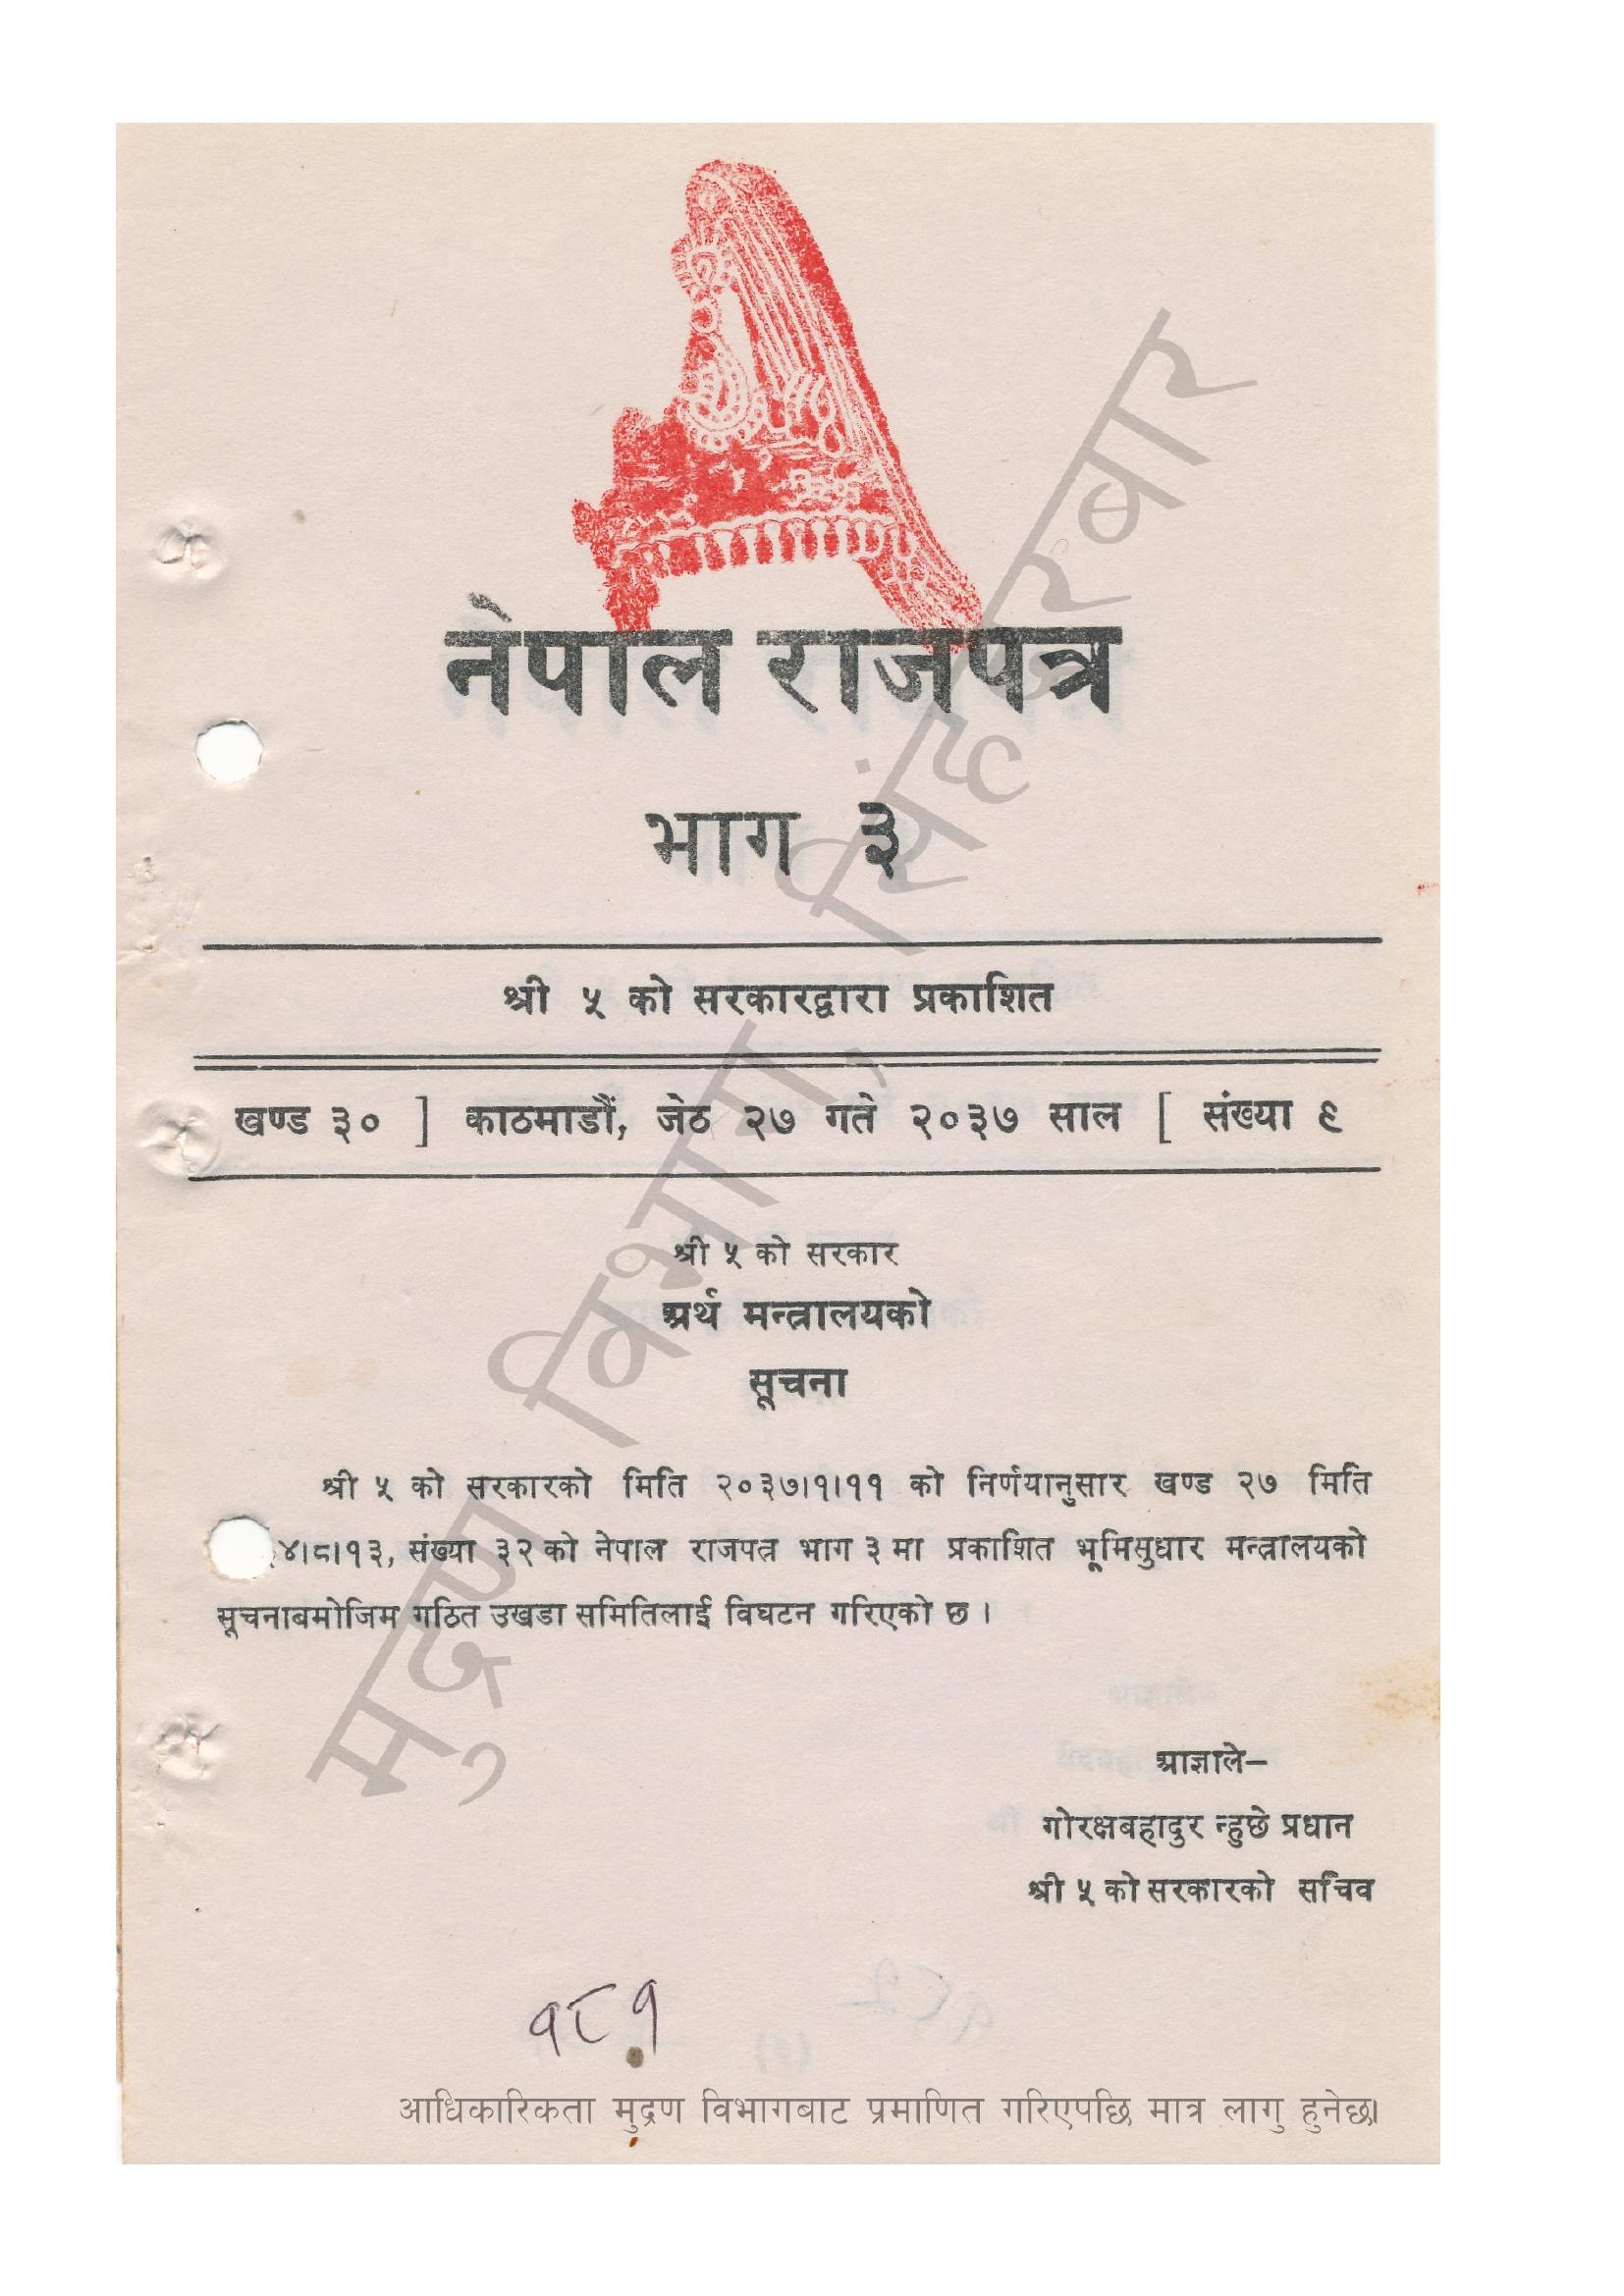 नेपाल राजपत्र
भाग ३
श्री ५ को सरकारद्वारा प्रकाशित
खण्ड ३० ] काठमाडौं, जेठ २७ गते २०३७ साल [ संख्या ९
श्री ५ को सरकार
अर्थ मन्त्रालयको
सूचना
श्री ५ को सरकारको मिति २०३७।१।११ को निर्णयानुसार खण्ड २७ मिति
४।८।१३, संख्या ३२ को नेपाल राजपत्र भाग ३ मा प्रकाशित भूमिसुधार मन्त्रालयको
सूचनाबमोजिम गठित उखडा समितिलाई विघटन गरिएको छ ।
आज्ञाले–
गोरक्षबहादुर न्हुछे प्रधान
श्री ५ को सरकारको सचिव
१८१
आधिकारिकता मुद्रण विभागबाट प्रमाणित गरिएपछि मात्र लागु हुनेछ।
मुद्रण विभाग, सिंहदरबार